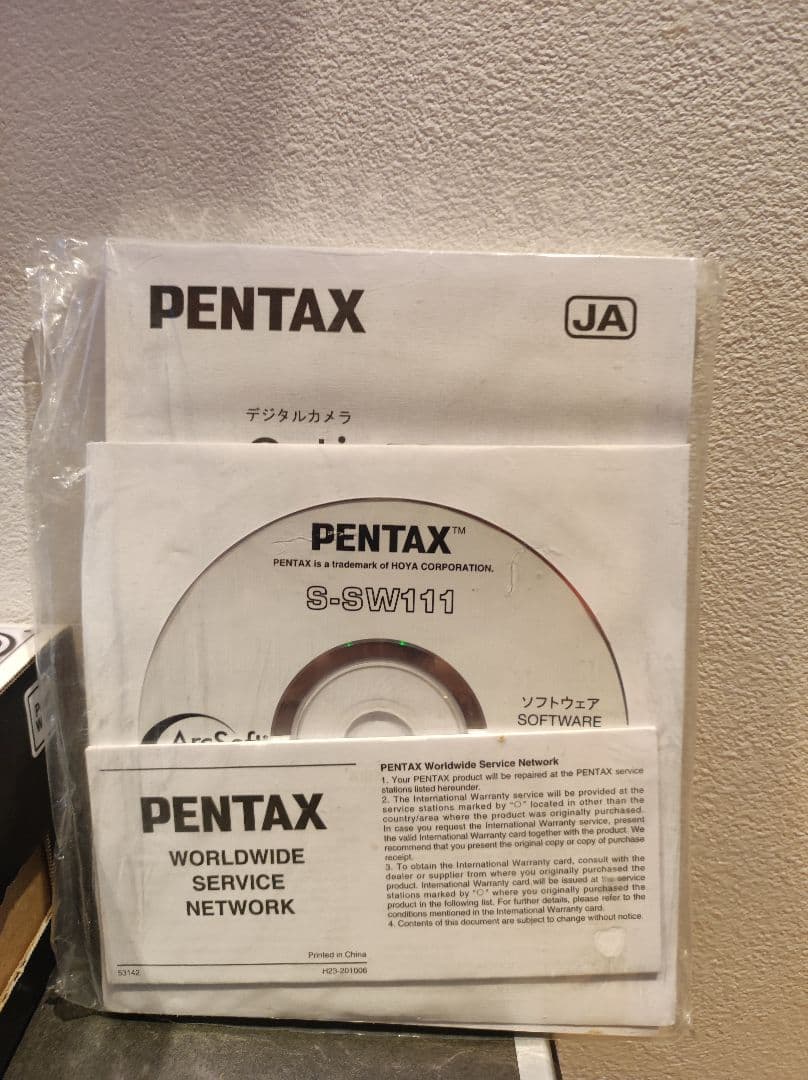 PENTAX
JA
デジタルカメラ
PENTAX™
PENTAX is a trademark of HOYA CORPORATION.
S-SW111
ソフトウェア
SOFTWARE
PENTAX
WORLDWIDE
SERVICE
NETWORK
Printed in China
53142
H23-201006
PENTAX Worldwide Service Network
1. Your PENTAX product will be repaired at the PENTAX service
stations listed hereunder.
2. The International Warranty service will be provided at the
service stations marked by "○" located in other than the
country/area where the product was originally purchased.
In case you request the International Warranty service, present
the valid International Warranty card together with the product. We
recommend that you present the original copy or copy of purchase
receipt.
3. To obtain the International Warranty card, consult with the
dealer or supplier from where you originally purchased the
product. International Warranty card will be issued at the service
stations marked by "○" where you originally purchased the
product in the following list. For further details, please refer to the
conditions mentioned in the International Warranty card.
4. Contents of this document are subject to change without notice.